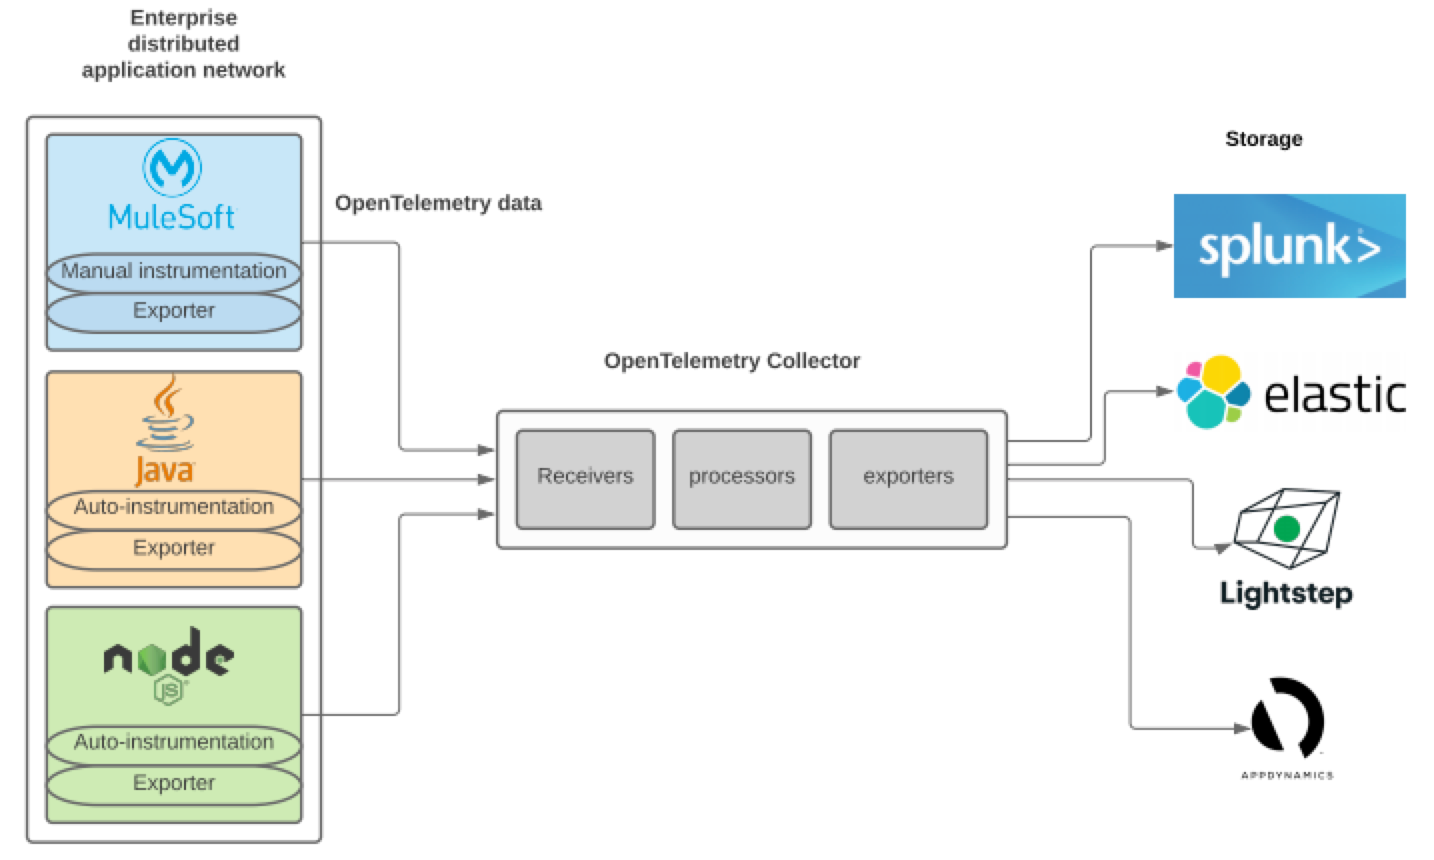 Enterprise
distributed
application network
MuleSoft
Manual instrumentation
Exporter
Java
Auto-instrumentation
Exporter
node
JS
Auto-instrumentation
Exporter
OpenTelemetry data
OpenTelemetry Collector
Receivers
processors
exporters
Storage
splunk>
elastic
Lightstep
APPDYNAMICS